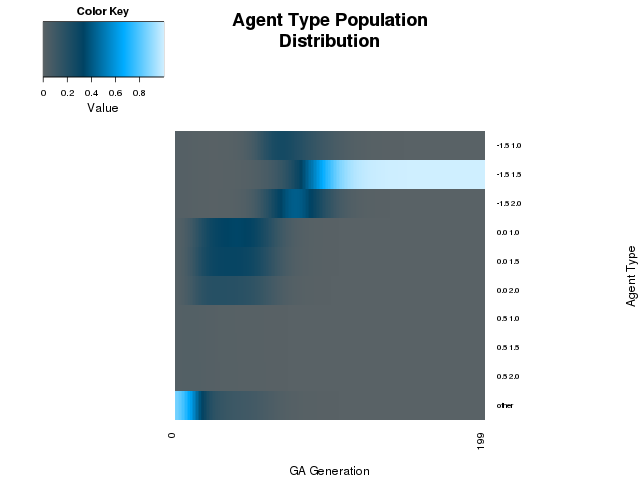 Color Key
0 0.2 0.4 0.6 0.8
Value
Agent Type Population
Distribution
-1.5 1.0
-1.5 1.5
-1.5 2.0
0.0 1.0
0.0 1.5
0.0 2.0
0.5 1.0
0.5 1.5
0.5 2.0
other
Agent Type
0 199
GA Generation